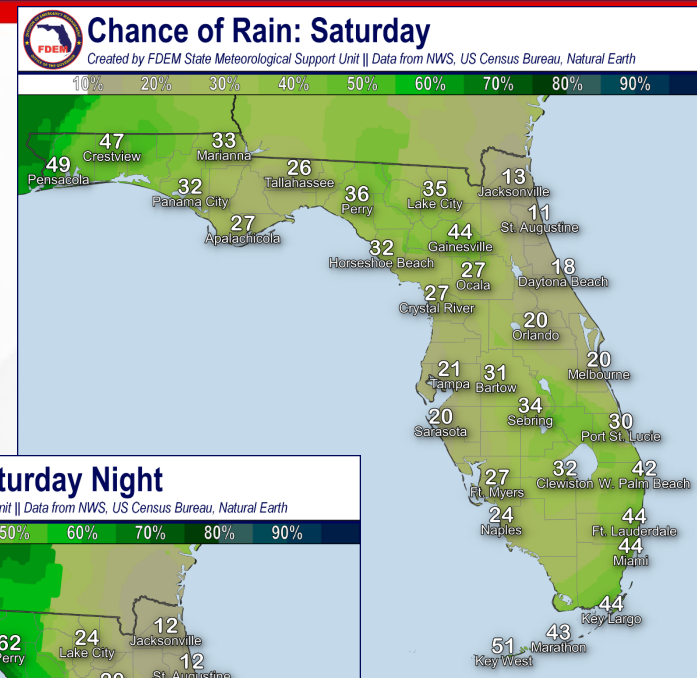 FDEM
Chance of Rain: Saturday
Created by FDEM State Meteorological Support Unit || Data from NWS, US Census Bureau, Natural Earth
10% 20% 30% 40% 50% 60% 70% 80% 90%
47
Crestview
33
Marianna
49
Pensacola
26
Tallahassee
13
Jacksonville
32
Panama City
36
Perry
35
Lake City
11
St. Augustine
27
Apalachicola
44
Gainesville
32
Horseshoe Beach
27
Ocala
18
Daytona Beach
27
Crystal River
20
Orlando
21
Tampa
31
Bartow
20
Melbourne
20
Sarasota
34
Sebring
30
Port St. Lucie
27
Ft. Myers
32
Clewiston
42
W. Palm Beach
24
Naples
44
Ft. Lauderdale
44
Miami
44
Key Largo
43
Marathon
51
Key West
turday Night
nit || Data from NWS, US Census Bureau, Natural Earth
50% 60% 70% 80% 90%
62
erry
24
Lake City
12
Jacksonville
12
St. Augustine